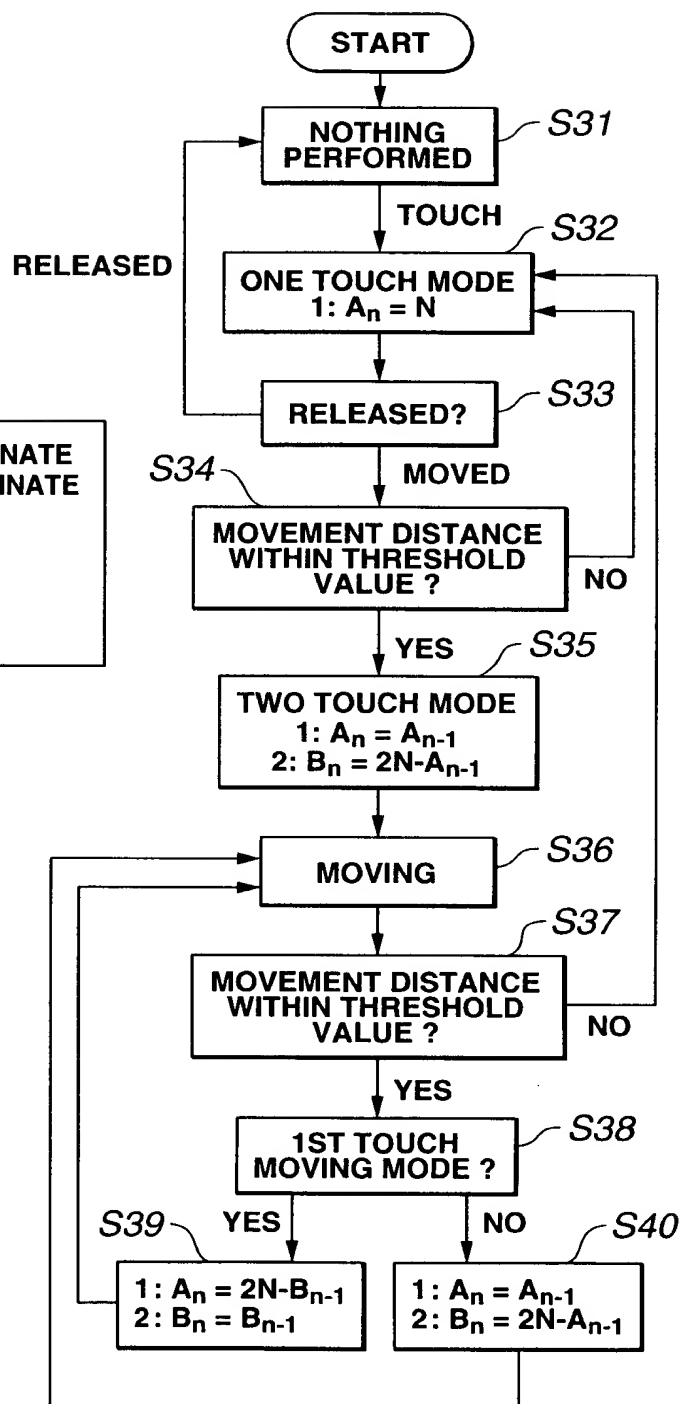 START
NOTHING
PERFORMED
S31
TOUCH
S32
RELEASED
ONE TOUCH MODE
1: Aₙ = N
S33
RELEASED?
NATE
INATE
S34
MOVED
MOVEMENT DISTANCE
WITHIN THRESHOLD
VALUE ?
NO
YES
S35
TWO TOUCH MODE
1: Aₙ = Aₙ₋₁
2: Bₙ = 2N-Aₙ₋₁
S36
MOVING
S37
MOVEMENT DISTANCE
WITHIN THRESHOLD
VALUE ?
NO
YES
S38
1ST TOUCH
MOVING MODE ?
S39
YES
NO
S40
1: Aₙ = 2N-Bₙ₋₁
2: Bₙ = Bₙ₋₁
1: Aₙ = Aₙ₋₁
2: Bₙ = 2N-Aₙ₋₁